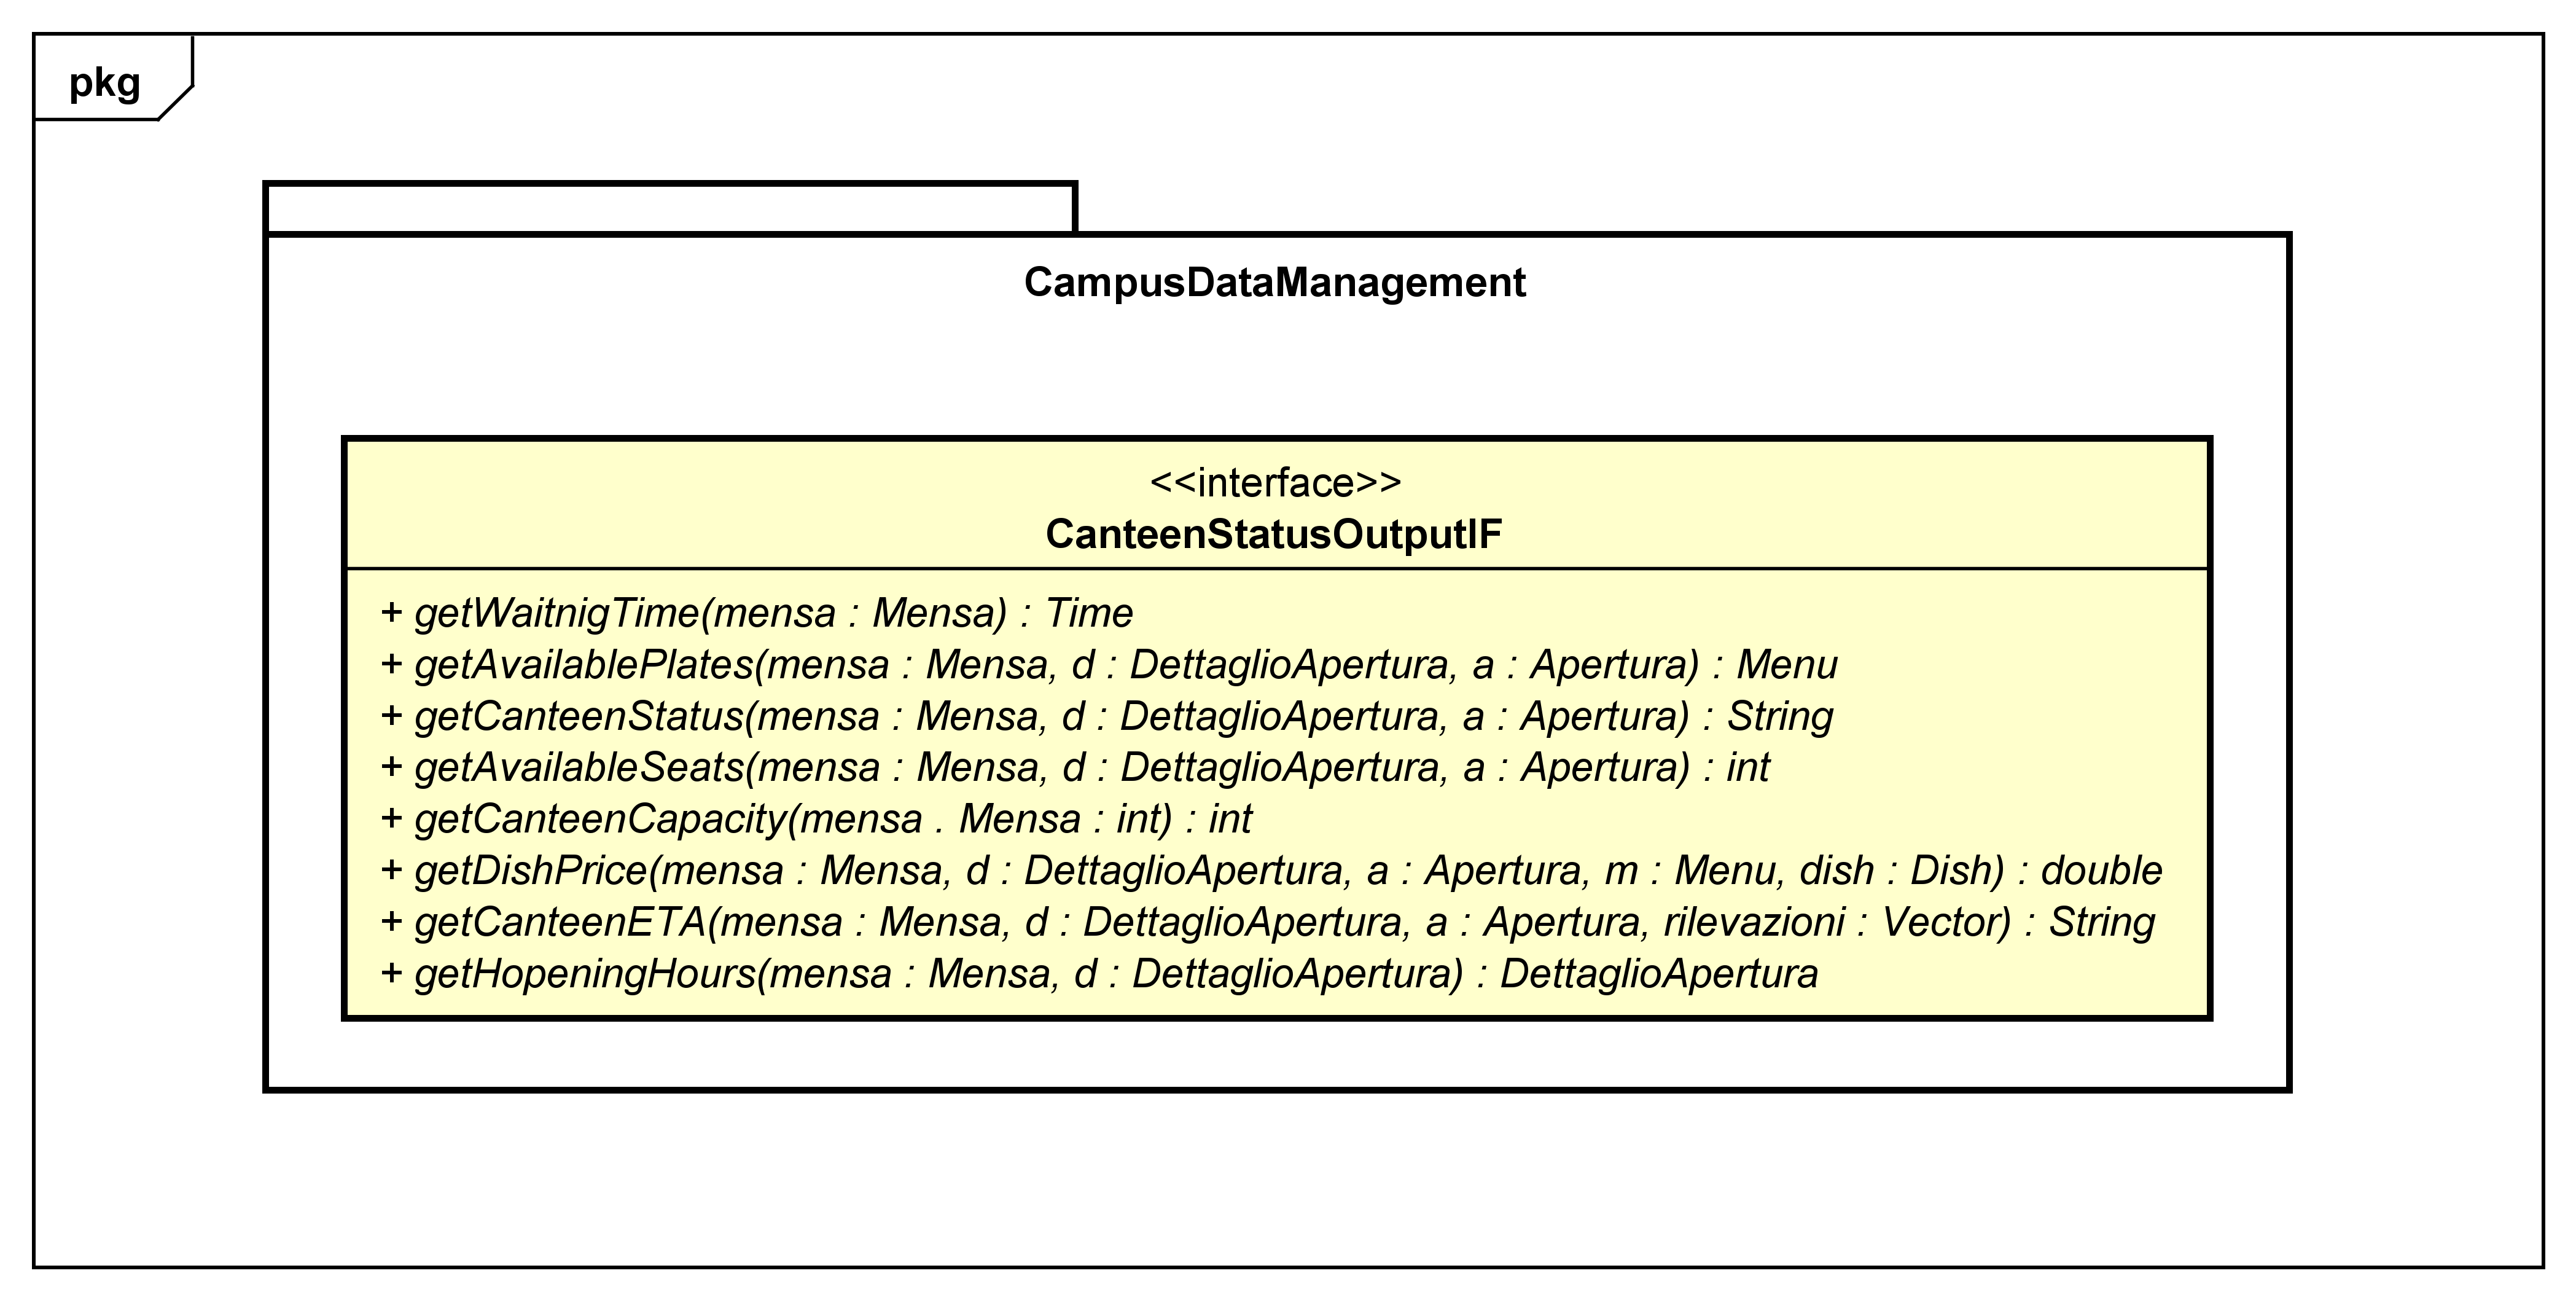 pkg
CampusDataManagement
<<interface>>
CanteenStatusOutputIF
+ getWaitnigTime(mensa : Mensa) : Time
+ getAvailablePlates(mensa : Mensa, d : DettaglioApertura, a : Apertura) : Menu
+ getCanteenStatus(mensa : Mensa, d : DettaglioApertura, a : Apertura) : String
+ getAvailableSeats(mensa : Mensa, d : DettaglioApertura, a : Apertura) : int
+ getCanteenCapacity(mensa . Mensa : int) : int
+ getDishPrice(mensa : Mensa, d : DettaglioApertura, a : Apertura, m : Menu, dish : Dish) : double
+ getCanteenETA(mensa : Mensa, d : DettaglioApertura, a : Apertura, rilevazioni : Vector) : String
+ getHopeningHours(mensa : Mensa, d : DettaglioApertura) : DettaglioApertura